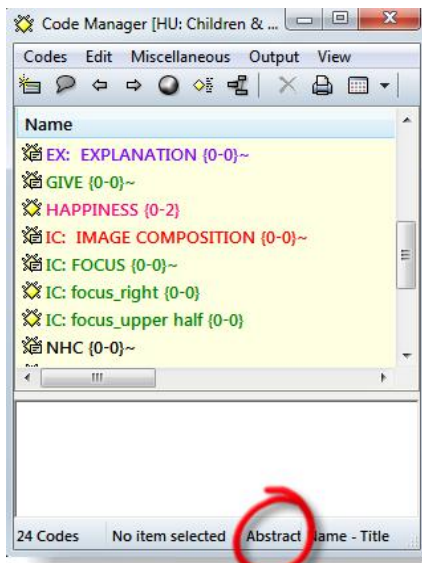 Code Manager [HU: Children & ...
Codes Edit Miscellaneous Output View
Name
EX: EXPLANATION {0-0}~
GIVE {0-0}~
HAPPINESS {0-2}
IC: IMAGE COMPOSITION {0-0}~
IC: FOCUS {0-0}~
IC: focus_right {0-0}
IC: focus_upper half {0-0}
NHC {0-0}~
24 Codes No item selected Abstract Name - Title